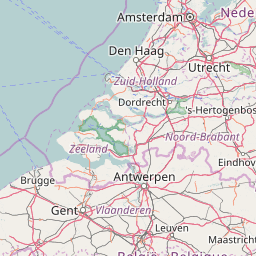 Amsterdam
Nede
Den Haag
Utrecht
Zuid-Holland
Dordrecht
's-Hertogenbos
Noord-Brabant
Zeeland
Eindhov
Brugge
Antwerpen
Gent
Vlaanderen
Leuven
Maastricht
België - Belgique